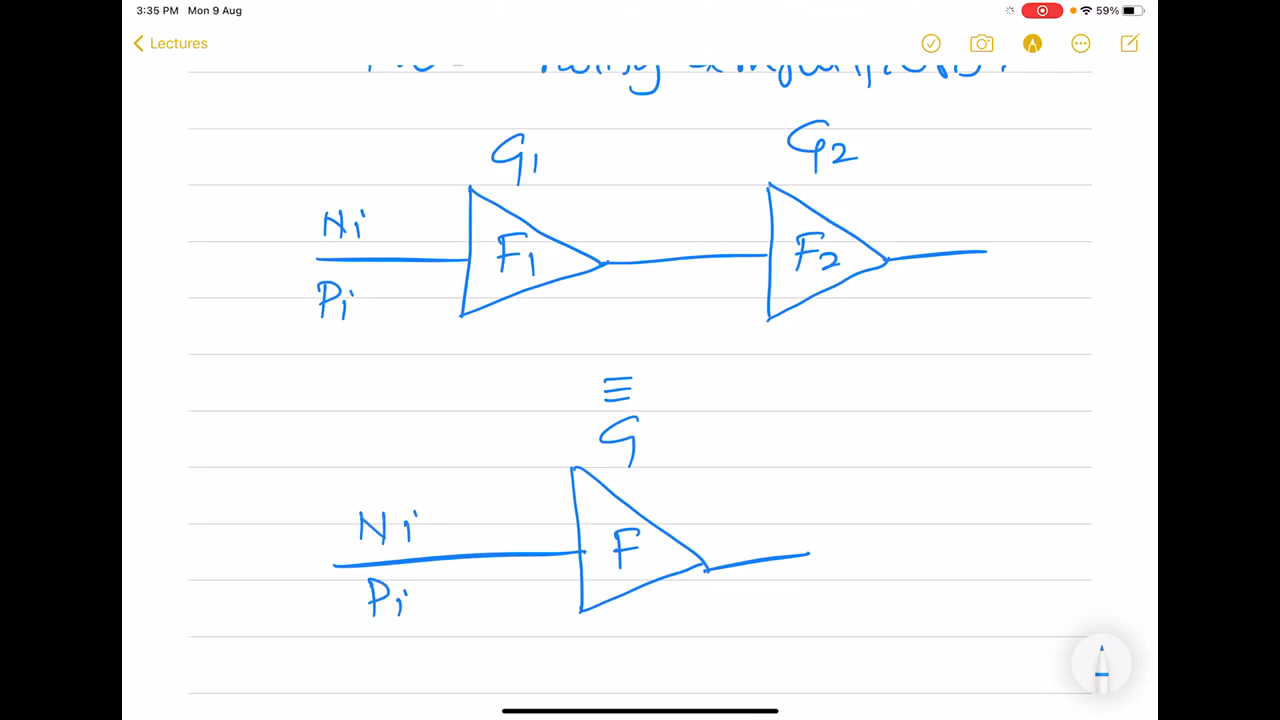 3:35 PM Mon 9 Aug
59%
Lectures
G1
G2
Ni
F1
F2
Pi
≡
G
Ni
F
Pi